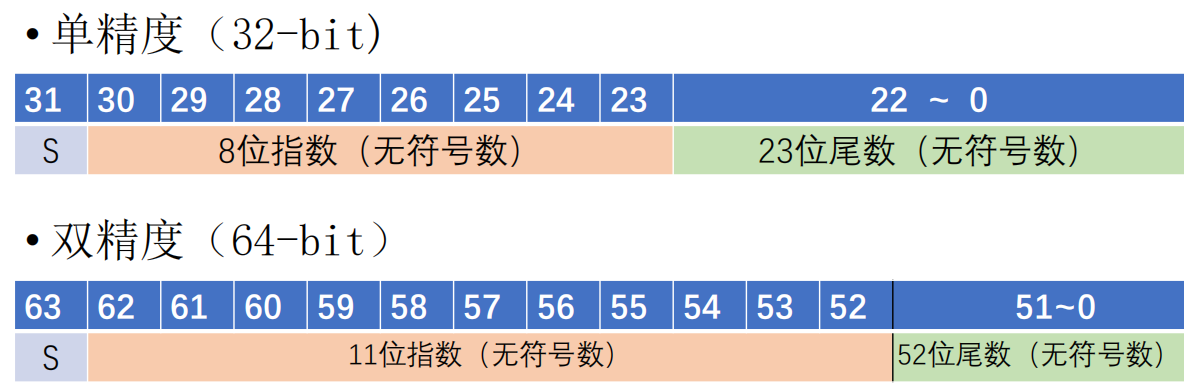 • 单精度（32-bit)
31 30 29 28 27 26 25 24 23 22 ~ 0
S 8位指数（无符号数） 23位尾数（无符号数）
• 双精度（64-bit）
63 62 61 60 59 58 57 56 55 54 53 52 51~0
S 11位指数（无符号数） 52位尾数（无符号数）